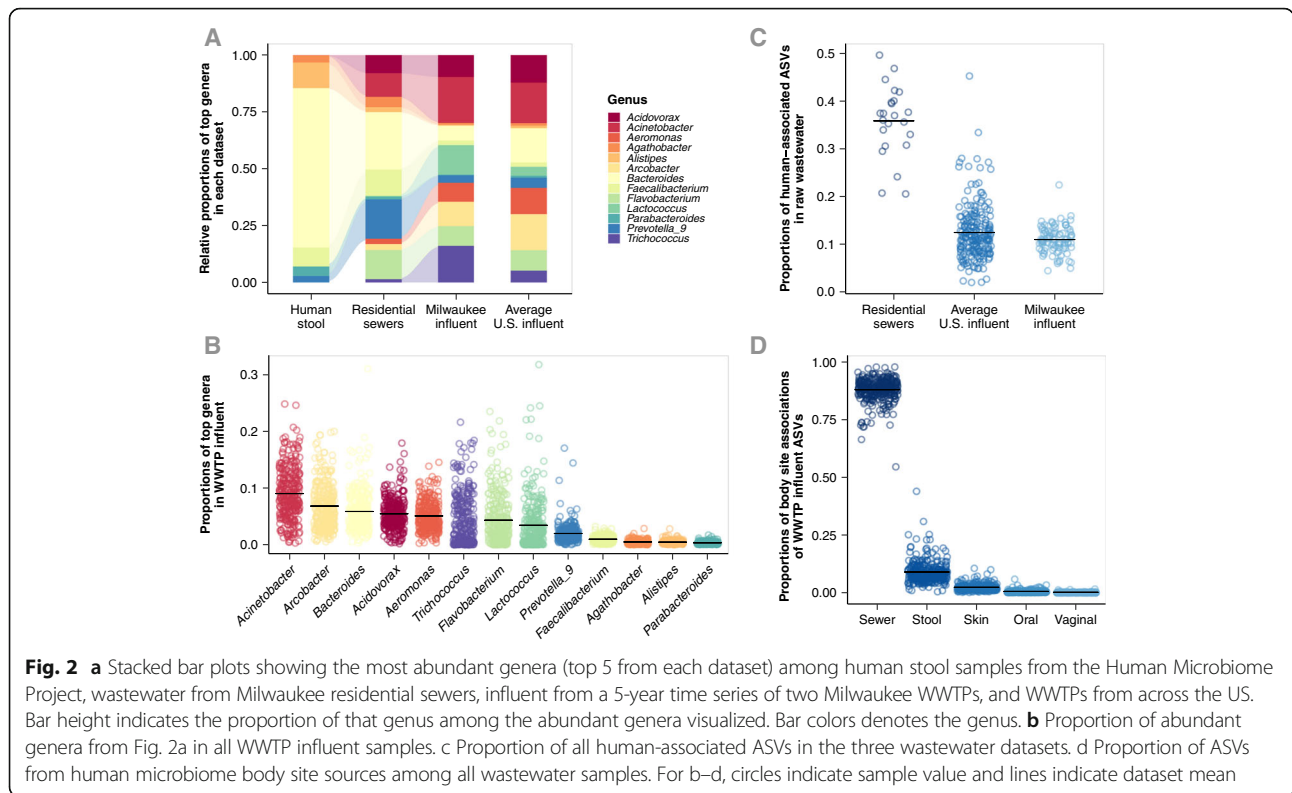 A
1.00
0.75
0.50
0.25
0.00
Relative proportions of top genera
in each dataset
Human
stool
Residential
sewers
Milwaukee
influent
Average
U.S. influent
Genus
Acidovorax
Acinetobacter
Aeromonas
Agathobacter
Alistipes
Arcobacter
Bacteroides
Faecalibacterium
Flavobacterium
Lactococcus
Parabacteroides
Prevotella_9
Trichococcus
C
0.5
0.4
0.3
0.2
0.1
0.0
Proportions of human–associated ASVs
in raw wastewater
Residential
sewers
Average
U.S. influent
Milwaukee
influent
B
0.3
0.2
0.1
0.0
Proportions of top genera
in WWTP influent
Acinetobacter
Arcobacter
Bacteroides
Acidovorax
Aeromonas
Trichococcus
Flavobacterium
Lactococcus
Prevotella_9
Faecalibacterium
Agathobacter
Alistipes
Parabacteroides
D
1.00
0.75
0.25
0.00
Proportions of body site associations
of WWTP influent ASVs
Sewer
Stool
Skin
Oral
Vaginal
Fig. 2 a Stacked bar plots showing the most abundant genera (top 5 from each dataset) among human stool samples from the Human Microbiome
Project, wastewater from Milwaukee residential sewers, influent from a 5-year time series of two Milwaukee WWTPs, and WWTPs from across the US.
Bar height indicates the proportion of that genus among the abundant genera visualized. Bar colors denotes the genus. b Proportion of abundant
genera from Fig. 2a in all WWTP influent samples. c Proportion of all human-associated ASVs in the three wastewater datasets. d Proportion of ASVs
from human microbiome body site sources among all wastewater samples. For b–d, circles indicate sample value and lines indicate dataset mean